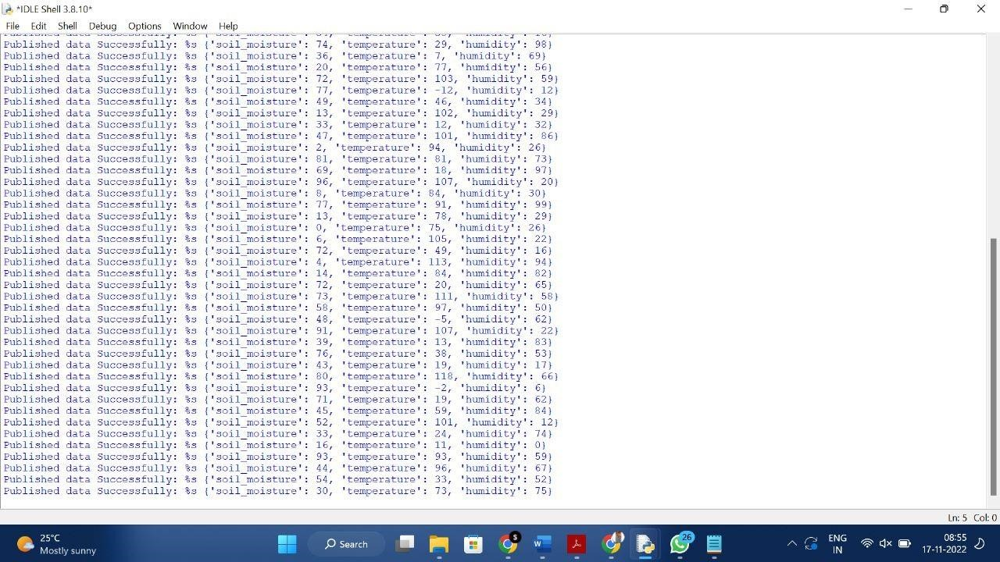 *IDLE Shell 3.8.10*
File Edit Shell Debug Options Window Help
Published data Successfully: %s {'soil_moisture': 74, 'temperature': 29, 'humidity': 98}
Published data Successfully: %s {'soil_moisture': 36, 'temperature': 7, 'humidity': 69}
Published data Successfully: %s {'soil_moisture': 20, 'temperature': 77, 'humidity': 56}
Published data Successfully: %s {'soil_moisture': 72, 'temperature': 103, 'humidity': 59}
Published data Successfully: %s {'soil_moisture': 77, 'temperature': -12, 'humidity': 12}
Published data Successfully: %s {'soil_moisture': 49, 'temperature': 46, 'humidity': 34}
Published data Successfully: %s {'soil_moisture': 13, 'temperature': 102, 'humidity': 29}
Published data Successfully: %s {'soil_moisture': 33, 'temperature': 12, 'humidity': 32}
Published data Successfully: %s {'soil_moisture': 47, 'temperature': 101, 'humidity': 86}
Published data Successfully: %s {'soil_moisture': 2, 'temperature': 94, 'humidity': 26}
Published data Successfully: %s {'soil_moisture': 81, 'temperature': 81, 'humidity': 73}
Published data Successfully: %s {'soil_moisture': 69, 'temperature': 18, 'humidity': 97}
Published data Successfully: %s {'soil_moisture': 96, 'temperature': 107, 'humidity': 20}
Published data Successfully: %s {'soil_moisture': 8, 'temperature': 84, 'humidity': 30}
Published data Successfully: %s {'soil_moisture': 77, 'temperature': 91, 'humidity': 99}
Published data Successfully: %s {'soil_moisture': 13, 'temperature': 78, 'humidity': 29}
Published data Successfully: %s {'soil_moisture': 0, 'temperature': 75, 'humidity': 26}
Published data Successfully: %s {'soil_moisture': 6, 'temperature': 105, 'humidity': 22}
Published data Successfully: %s {'soil_moisture': 72, 'temperature': 49, 'humidity': 16}
Published data Successfully: %s {'soil_moisture': 4, 'temperature': 113, 'humidity': 94}
Published data Successfully: %s {'soil_moisture': 14, 'temperature': 84, 'humidity': 82}
Published data Successfully: %s {'soil_moisture': 72, 'temperature': 20, 'humidity': 65}
Published data Successfully: %s {'soil_moisture': 73, 'temperature': 111, 'humidity': 58}
Published data Successfully: %s {'soil_moisture': 58, 'temperature': 97, 'humidity': 50}
Published data Successfully: %s {'soil_moisture': 48, 'temperature': -5, 'humidity': 62}
Published data Successfully: %s {'soil_moisture': 91, 'temperature': 107, 'humidity': 22}
Published data Successfully: %s {'soil_moisture': 39, 'temperature': 13, 'humidity': 83}
Published data Successfully: %s {'soil_moisture': 76, 'temperature': 38, 'humidity': 53}
Published data Successfully: %s {'soil_moisture': 43, 'temperature': 19, 'humidity': 17}
Published data Successfully: %s {'soil_moisture': 80, 'temperature': 118, 'humidity': 66}
Published data Successfully: %s {'soil_moisture': 93, 'temperature': -2, 'humidity': 6}
Published data Successfully: %s {'soil_moisture': 71, 'temperature': 19, 'humidity': 62}
Published data Successfully: %s {'soil_moisture': 45, 'temperature': 59, 'humidity': 84}
Published data Successfully: %s {'soil_moisture': 52, 'temperature': 101, 'humidity': 12}
Published data Successfully: %s {'soil_moisture': 33, 'temperature': 24, 'humidity': 74}
Published data Successfully: %s {'soil_moisture': 16, 'temperature': 11, 'humidity': 0}
Published data Successfully: %s {'soil_moisture': 93, 'temperature': 93, 'humidity': 59}
Published data Successfully: %s {'soil_moisture': 44, 'temperature': 96, 'humidity': 67}
Published data Successfully: %s {'soil_moisture': 54, 'temperature': 33, 'humidity': 52}
Published data Successfully: %s {'soil_moisture': 30, 'temperature': 73, 'humidity': 75}
Ln: 5 Col: 0
25°C
Mostly sunny
Search
26
ENG
IN
08:55
17-11-2022